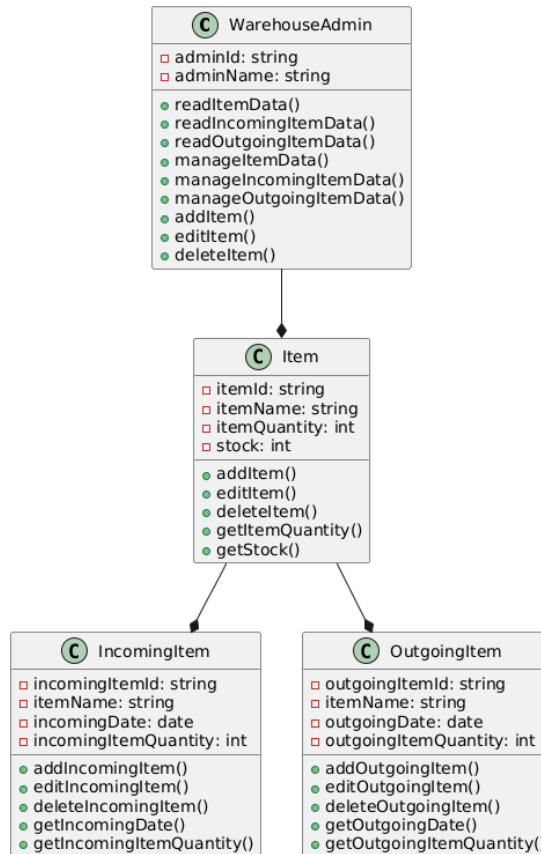 C WarehouseAdmin
adminId: string
adminName: string
readItemData()
readIncomingItemData()
readOutgoingItemData()
manageItemData()
manageIncomingItemData()
manageOutgoingItemData()
addItem()
editItem()
deleteItem()
C Item
itemId: string
itemName: string
itemQuantity: int
stock: int
addItem()
editItem()
deleteItem()
getItemQuantity()
getStock()
C IncomingItem
incomingItemId: string
itemName: string
incomingDate: date
incomingItemQuantity: int
addIncomingItem()
editIncomingItem()
deleteIncomingItem()
getIncomingDate()
getIncomingItemQuantity()
C OutgoingItem
outgoingItemId: string
itemName: string
outgoingDate: date
outgoingItemQuantity: int
addOutgoingItem()
editOutgoingItem()
deleteOutgoingItem()
getOutgoingDate()
getOutgoingItemQuantity()